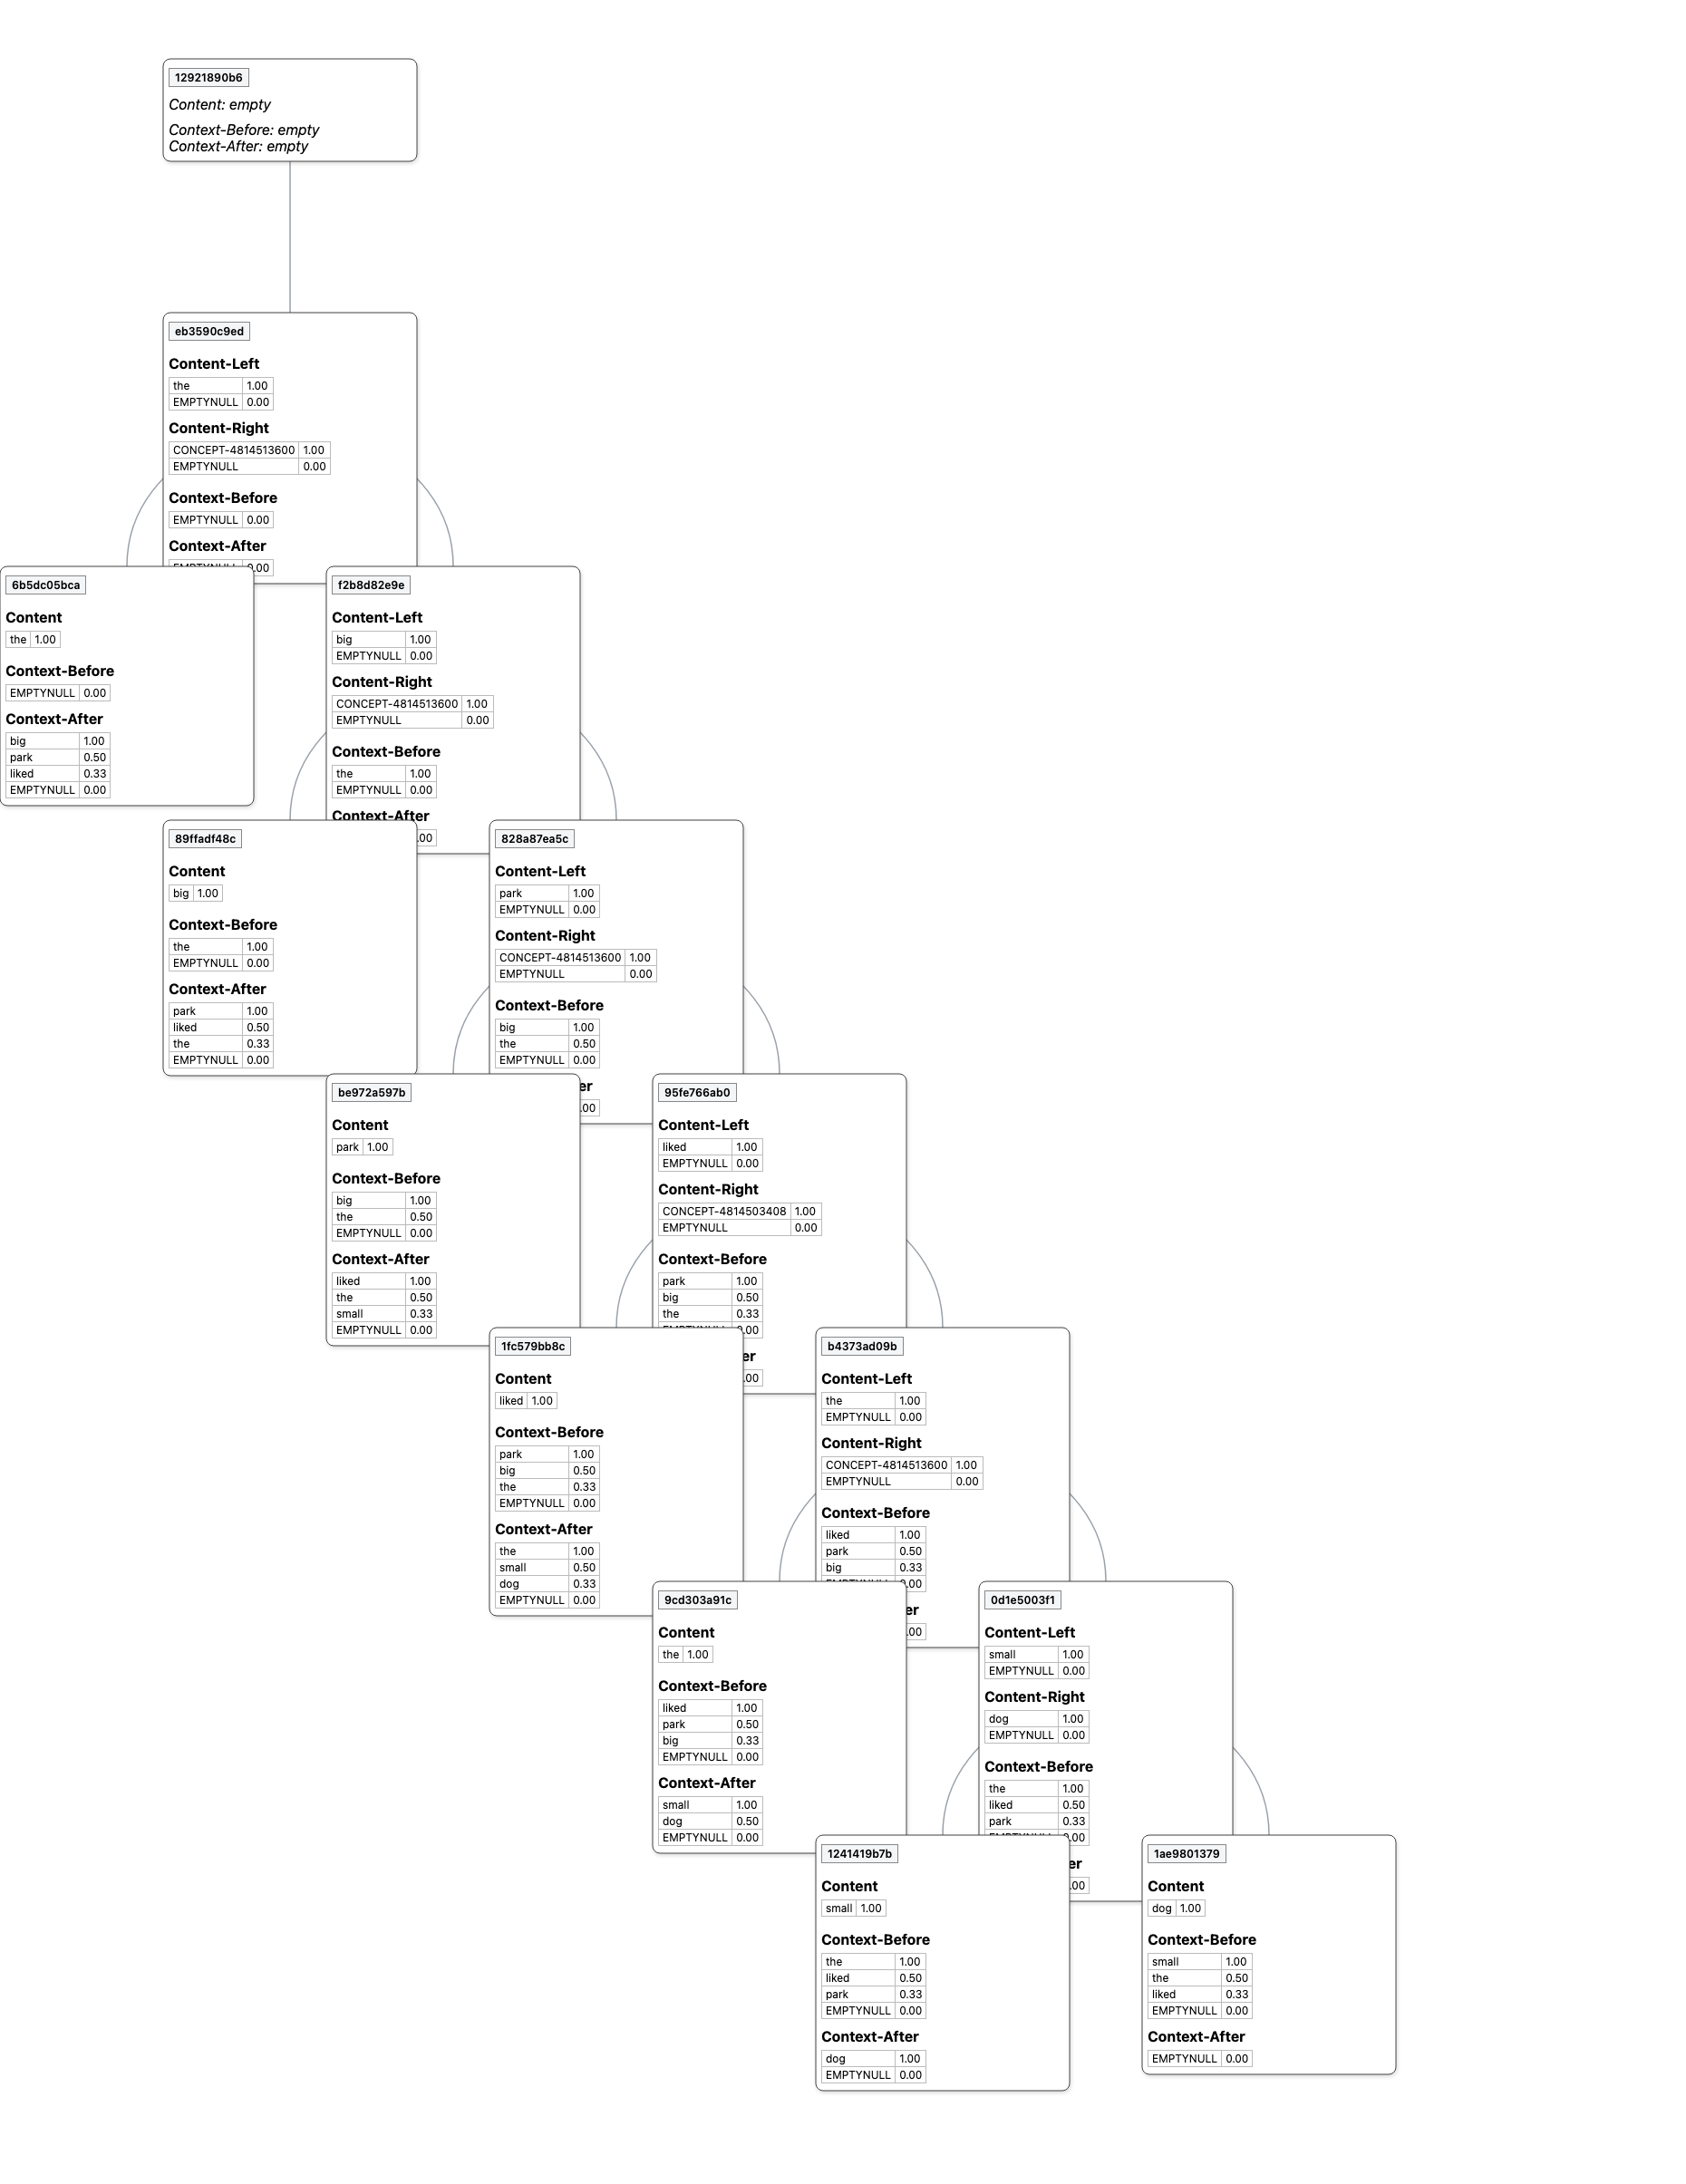 12921890b6
Content: empty
Context-Before: empty
Context-After: empty
eb3590c9ed
Content-Left
the 1.00
EMPTYNULL 0.00
Content-Right
CONCEPT-4814513600 1.00
EMPTYNULL 0.00
Context-Before
EMPTYNULL 0.00
Context-After
EMPTYNULL 0.00
6b5dc05bca
Content
the 1.00
Context-Before
EMPTYNULL 0.00
Context-After
big 1.00
park 0.50
liked 0.33
EMPTYNULL 0.00
f2b8d82e9e
Content-Left
big 1.00
EMPTYNULL 0.00
Content-Right
CONCEPT-4814513600 1.00
EMPTYNULL 0.00
Context-Before
the 1.00
EMPTYNULL 0.00
Context-After
.00
89ffadf48c
Content
big 1.00
Context-Before
the 1.00
EMPTYNULL 0.00
Context-After
park 1.00
liked 0.50
the 0.33
EMPTYNULL 0.00
828a87ea5c
Content-Left
park 1.00
EMPTYNULL 0.00
Content-Right
CONCEPT-4814513600 1.00
EMPTYNULL 0.00
Context-Before
big 1.00
the 0.50
EMPTYNULL 0.00
er
.00
be972a597b
Content
park 1.00
Context-Before
big 1.00
the 0.50
EMPTYNULL 0.00
Context-After
liked 1.00
the 0.50
small 0.33
EMPTYNULL 0.00
95fe766ab0
Content-Left
liked 1.00
EMPTYNULL 0.00
Content-Right
CONCEPT-4814503408 1.00
EMPTYNULL 0.00
Context-Before
park 1.00
big 0.50
the 0.33
EMPTYNULL 0.00
er
.00
1fc579bb8c
Content
liked 1.00
Context-Before
park 1.00
big 0.50
the 0.33
EMPTYNULL 0.00
Context-After
the 1.00
small 0.50
dog 0.33
EMPTYNULL 0.00
b4373ad09b
Content-Left
the 1.00
EMPTYNULL 0.00
Content-Right
CONCEPT-4814513600 1.00
EMPTYNULL 0.00
Context-Before
liked 1.00
park 0.50
big 0.33
EMPTYNULL 0.00
er
.00
9cd303a91c
Content
the 1.00
Context-Before
liked 1.00
park 0.50
big 0.33
EMPTYNULL 0.00
Context-After
small 1.00
dog 0.50
EMPTYNULL 0.00
0d1e5003f1
Content-Left
small 1.00
EMPTYNULL 0.00
Content-Right
dog 1.00
EMPTYNULL 0.00
Context-Before
the 1.00
liked 0.50
park 0.33
EMPTYNULL 0.00
er
.00
1241419b7b
Content
small 1.00
Context-Before
the 1.00
liked 0.50
park 0.33
EMPTYNULL 0.00
Context-After
dog 1.00
EMPTYNULL 0.00
1ae9801379
Content
dog 1.00
Context-Before
small 1.00
the 0.50
liked 0.33
EMPTYNULL 0.00
Context-After
EMPTYNULL 0.00